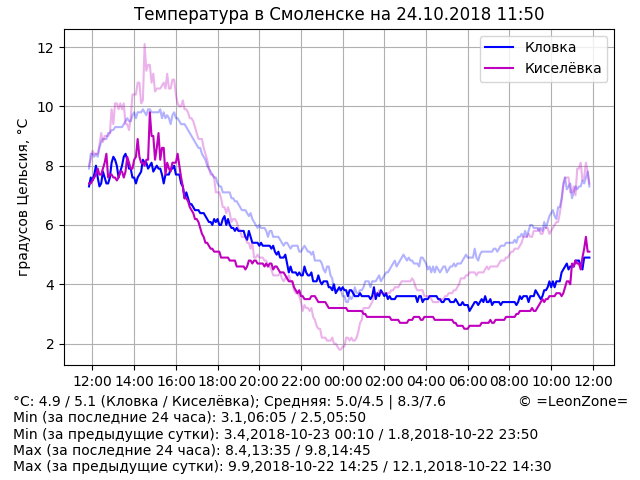 Температура в Смоленске на 24.10.2018 11:50
градусов Цельсия, °C
12
10
8
6
4
2
Кловка
Киселёвка
12:00 14:00 16:00 18:00 20:00 22:00 00:00 02:00 04:00 06:00 08:00 10:00 12:00
°C: 4.9 / 5.1 (Кловка / Киселёвка); Средняя: 5.0/4.5 | 8.3/7.6 © =LeonZone=
Min (за последние 24 часа): 3.1,06:05 / 2.5,05:50
Min (за предыдущие сутки): 3.4,2018-10-23 00:10 / 1.8,2018-10-22 23:50
Max (за последние 24 часа): 8.4,13:35 / 9.8,14:45
Max (за предыдущие сутки): 9.9,2018-10-22 14:25 / 12.1,2018-10-22 14:30